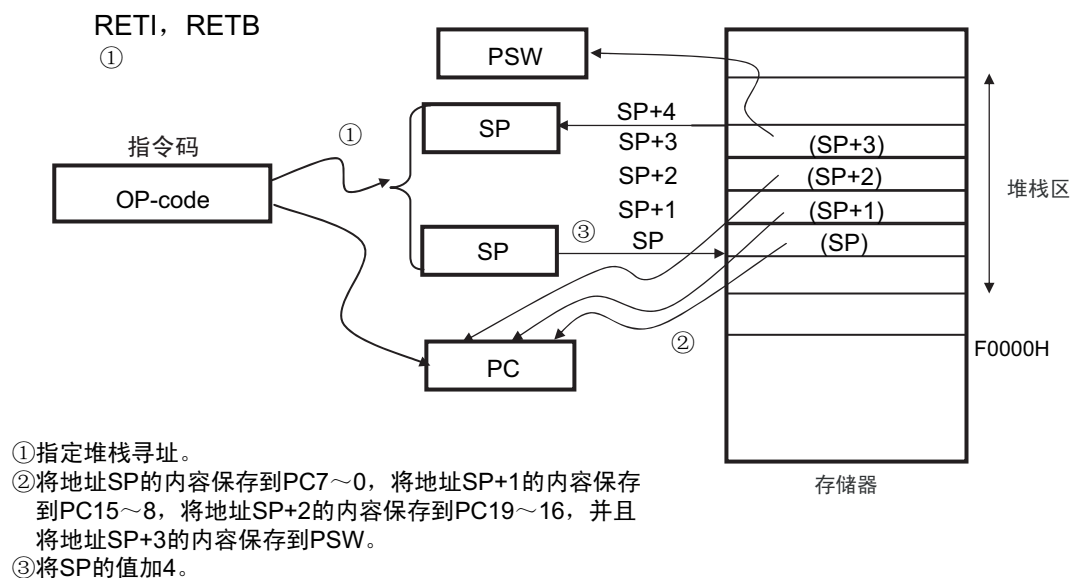 RETI，RETB
①
PSW
SP+4
SP
(SP+3)
SP+3
①
指令码
(SP+2)
SP+2
堆栈区
OP-code
(SP+1)
SP+1
③
SP
(SP)
SP
②
F0000H
PC
①指定堆栈寻址。
②将地址SP的内容保存到PC7～0，将地址SP+1的内容保存
到PC15～8，将地址SP+2的内容保存到PC19～16，并且
将地址SP+3的内容保存到PSW。
③将SP的值加4。
存储器